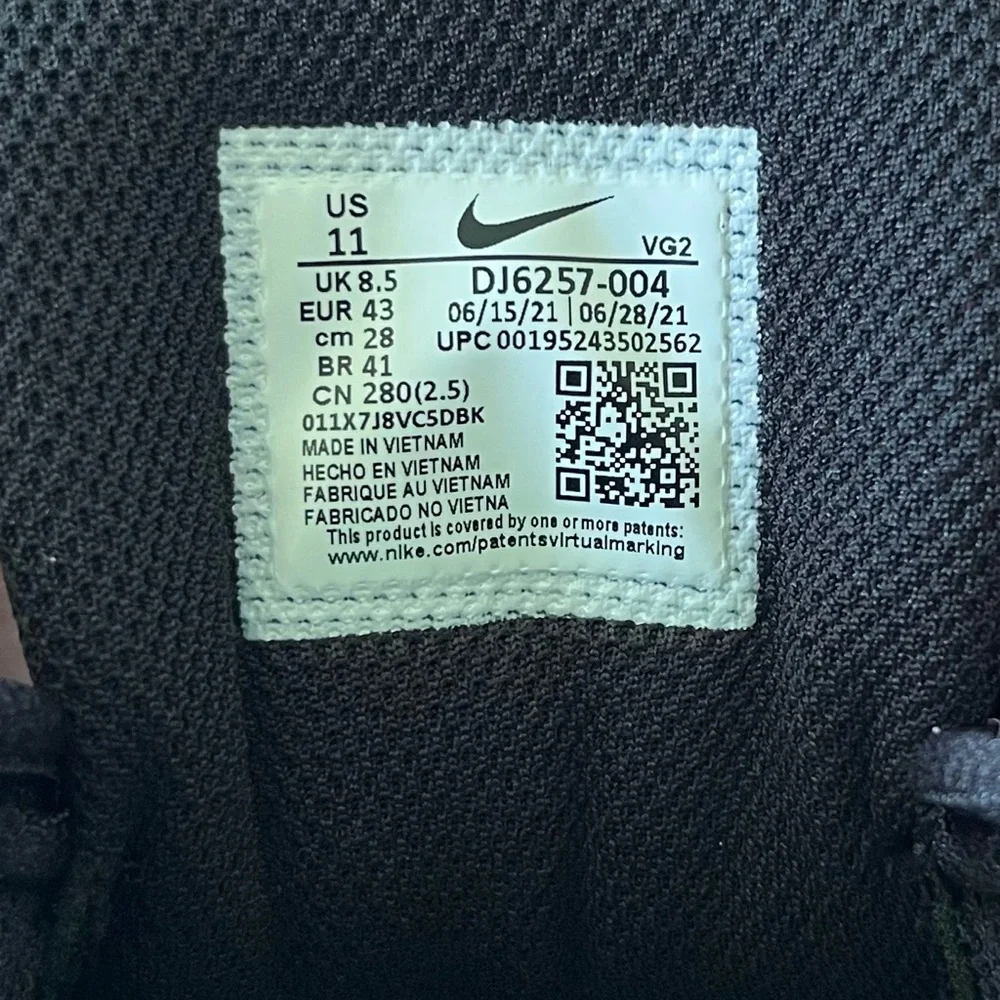 US
11
VG2
UK 8.5
DJ6257-004
EUR 43
06/15/21 | 06/28/21
cm 28
UPC 00195243502562
BR 41
CN 280(2.5)
011X7J8VC5DBK
MADE IN VIETNAM
HECHO EN VIETNAM
FABRIQUE AU VIETNAM
FABRICADO NO VIETNA
This product is covered by one or more patents:
www.nike.com/patentsvirtualmarking